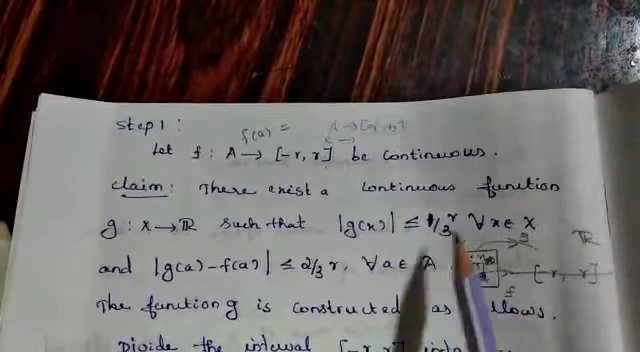 Step 1:
f(a) =
A → [a, b]
X →
Let f: A → [-r, r] be continuous.
claim: There exist a continuous function
g: X → ℝ such that |g(x)| ≤ 1/3 r ∀ x ∈ X
and |g(a) - f(a)| ≤ 2/3 r, ∀ a ∈ A.
g ℝ
f [-r, r]
The function g is constructed as
Divide the interval [-r, r] into